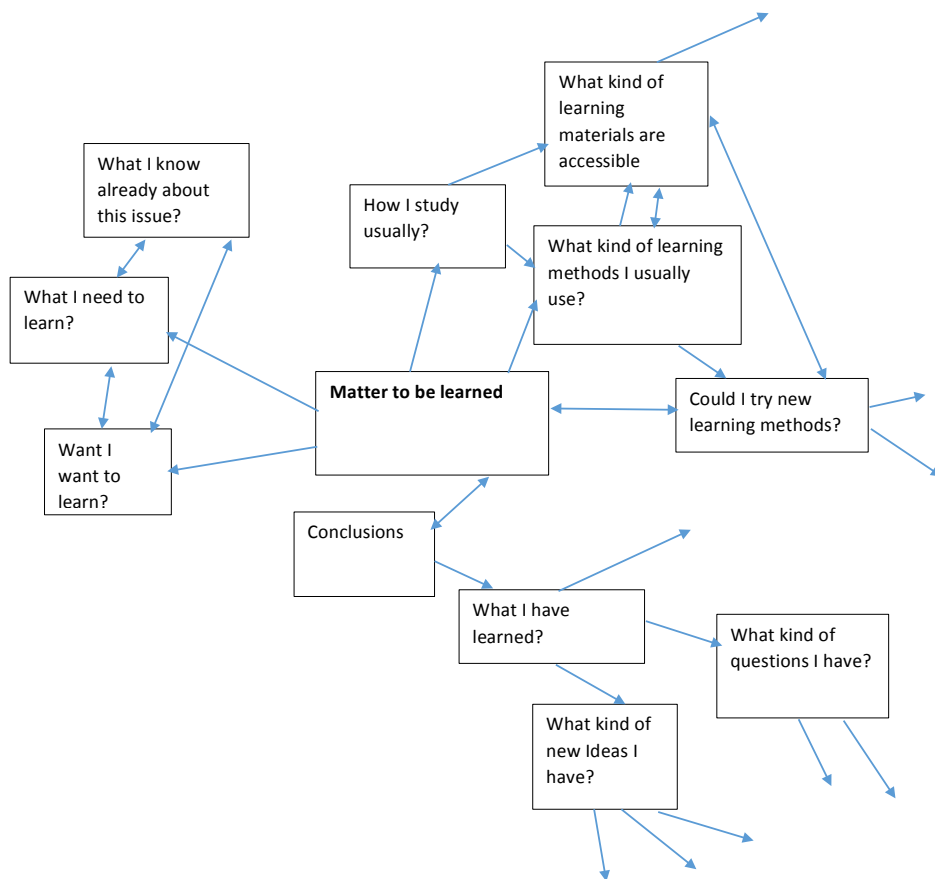 What kind of
learning
materials are
accessible
What I know
already about
this issue?
How I study
usually?
What kind of learning
methods I usually
use?
What I need to
learn?
Matter to be learned
Could I try new
learning methods?
Want I
want to
learn?
Conclusions
What I have
learned?
What kind of
questions I have?
What kind of
new Ideas I
have?